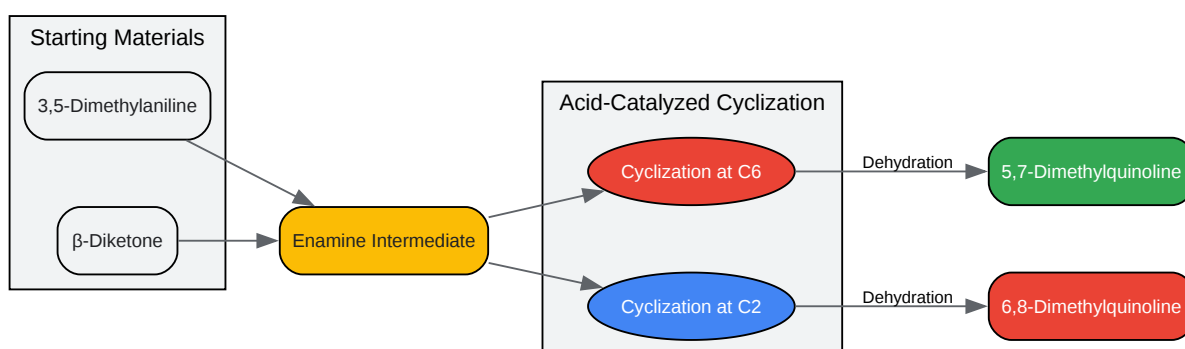 Starting Materials
3,5-Dimethylaniline
β-Diketone
Enamine Intermediate
Acid-Catalyzed Cyclization
Cyclization at C6
Cyclization at C2
Dehydration
Dehydration
5,7-Dimethylquinoline
6,8-Dimethylquinoline